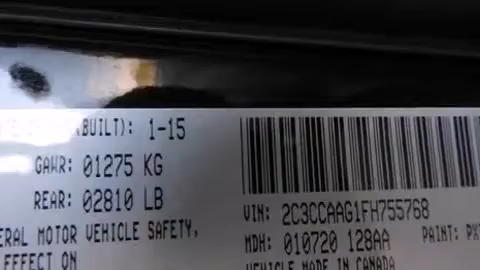 (BUILT): 1-15
GAWR: 01275 KG
REAR: 02810 LB
ERAL MOTOR VEHICLE SAFETY,
EFFECT ON
VIN: 2C3CCAAG1FH755768
MDH: 010720 128AA PAINT: PX
VEHICLE MADE IN CANADA